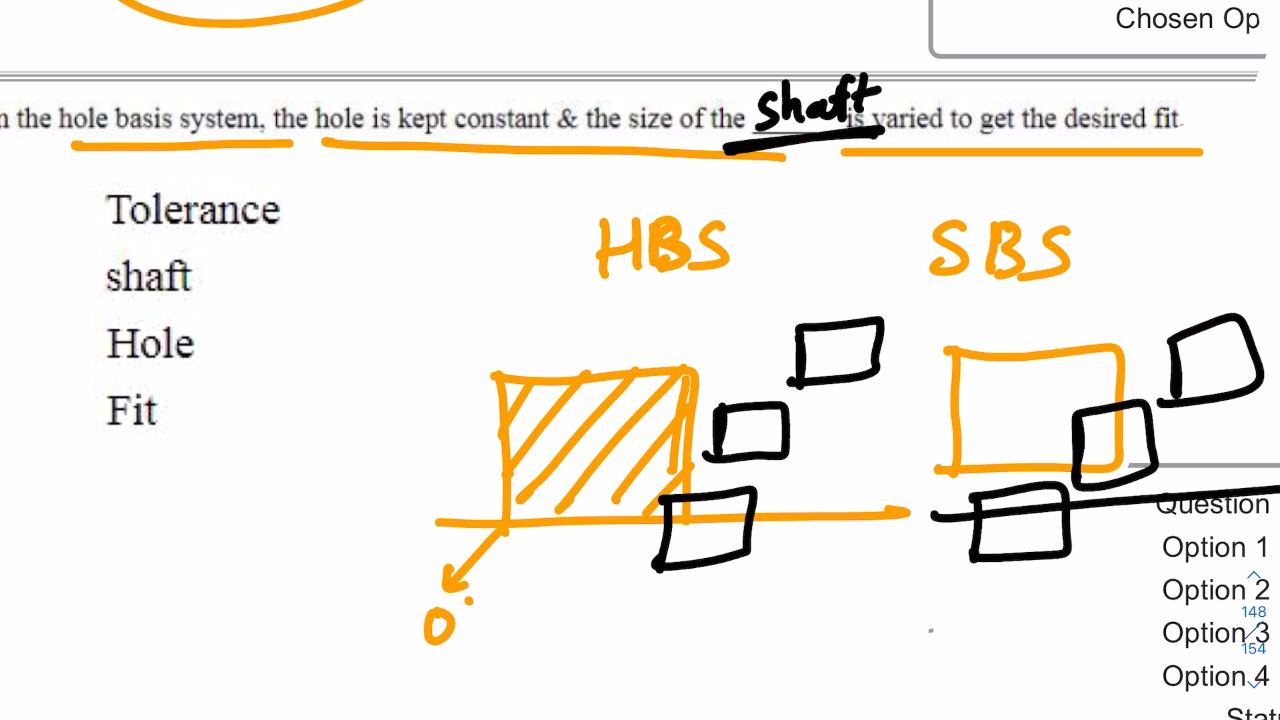 Chosen Op
n the hole basis system, the hole is kept constant & the size of the shaft is varied to get the desired fit
Tolerance
shaft
Hole
Fit
HBS
SBS
0
Question
Option 1
Option 2
148
Option 3
154
Option 4
Stat